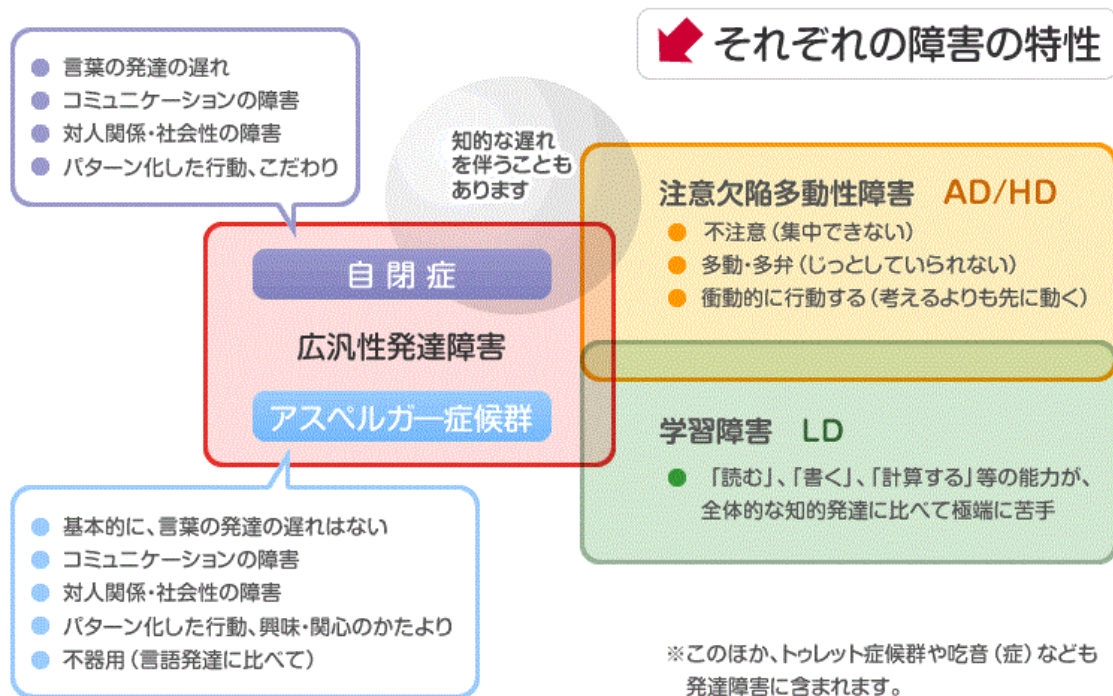 それぞれの障害の特性
言葉の発達の遅れ
コミュニケーションの障害
対人関係・社会性の障害
パターン化した行動、こだわり
知的な遅れ
を伴うことも
あります
自閉症
広汎性発達障害
アスペルガー症候群
基本的に、言葉の発達の遅れはない
コミュニケーションの障害
対人関係・社会性の障害
パターン化した行動、興味・関心のかたより
不器用（言語発達に比べて）
注意欠陥多動性障害 AD/HD
不注意（集中できない）
多動・多弁（じっとしていられない）
衝動的に行動する（考えるよりも先に動く）
学習障害 LD
「読む」、「書く」、「計算する」等の能力が、
全体的な知的発達に比べて極端に苦手
※このほか、トゥレット症候群や吃音（症）なども
発達障害に含まれます。